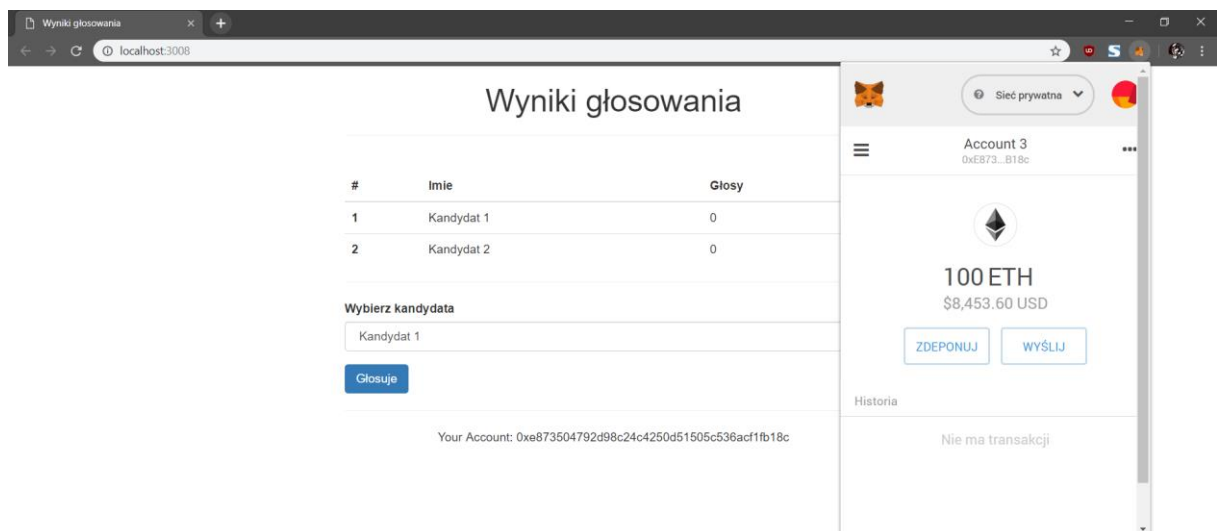 Wyniki głosowania
localhost:3008
Wyniki głosowania
# Imie Głosy
1 Kandydat 1 0
2 Kandydat 2 0
Wybierz kandydata
Kandydat 1
Głosuje
Your Account: 0xe873504792d98c24c4250d51505c536acf1fb18c
Sieć prywatna
Account 3
0xE873...B18c
100 ETH
$8,453.60 USD
ZDEPONUJ WYŚLIJ
Historia
Nie ma transakcji